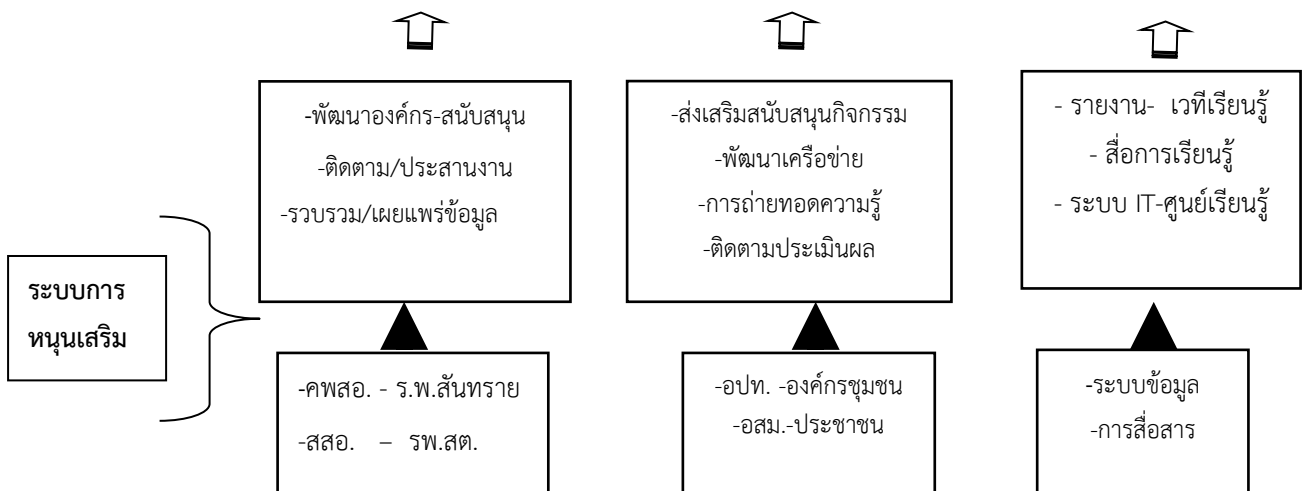 -พัฒนาองค์กร-สนับสนุน
-ติดตาม/ประสานงาน
-รวบรวม/เผยแพร่ข้อมูล
-ส่งเสริมสนับสนุนกิจกรรม
-พัฒนาเครือข่าย
-การถ่ายทอดความรู้
-ติดตามประเมินผล
- รายงาน- เวทีเรียนรู้
- สื่อการเรียนรู้
- ระบบ IT-ศูนย์เรียนรู้
ระบบการ
หนุนเสริม
-คพสอ. - ร.พ.สันทราย
-สสอ. – รพ.สต.
-อปท. -องค์กรชุมชน
-อสม.-ประชาชน
-ระบบข้อมูล
-การสื่อสาร